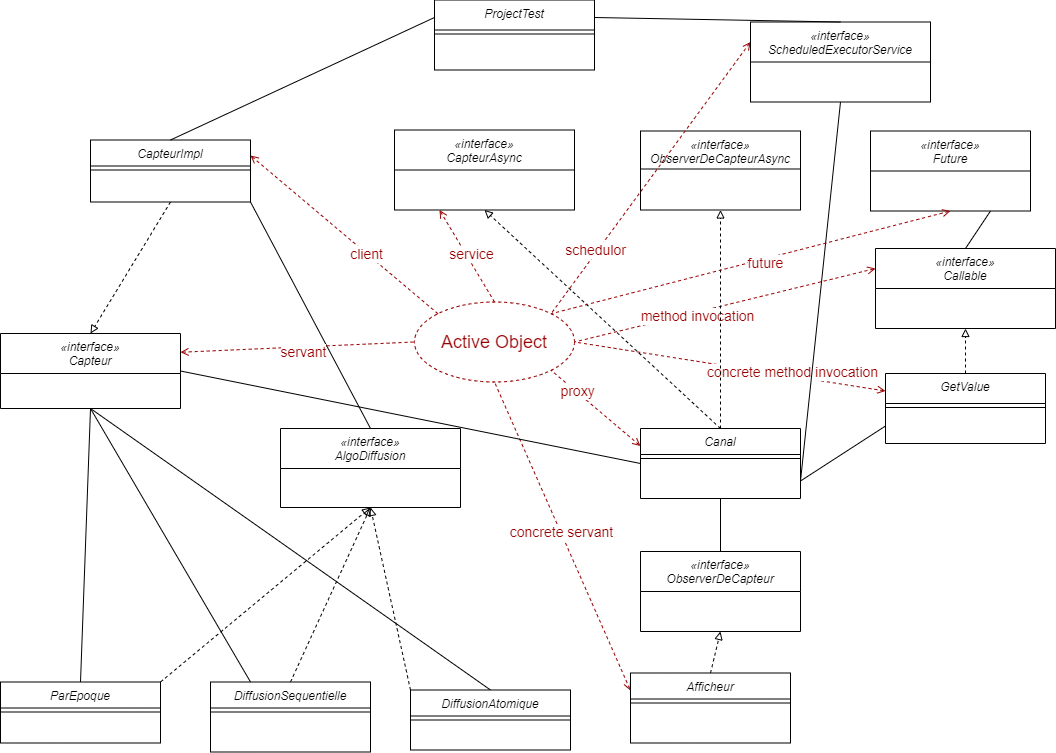 ProjectTest
«interface»
ScheduledExecutorService
CapteurImpl
«interface»
CapteurAsync
«interface»
ObserverDeCapteurAsync
«interface»
Future
client
service
schedulor
future
«interface»
Callable
method invocation
Active Object
«interface»
Capteur
servant
concrete method invocation
GetValue
proxy
«interface»
AlgoDiffusion
Canal
concrete servant
«interface»
ObserverDeCapteur
ParEpoque
DiffusionSequentielle
DiffusionAtomique
Afficheur